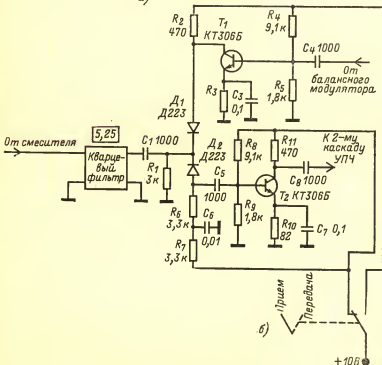 R2
470
T1
КТ306Б
R4
9,1к
C4 1000
От
балансного
модулятора
R3
C3
0,1
R5
1,8к
Д1
Д223
От смесителя
5,25
Кварце-
вый
фильтр
C1 1000
R1
3к
Д2
Д223
C5
1000
R8
9,1к
R11
470
К 2-му
каскаду
УПЧ
C8 1000
T2 КТ306Б
R6
3,3к
C6
0,01
R9
1,8к
R10
82
C7 0,1
R7
3,3к
Прием
Передача
б)
+10В